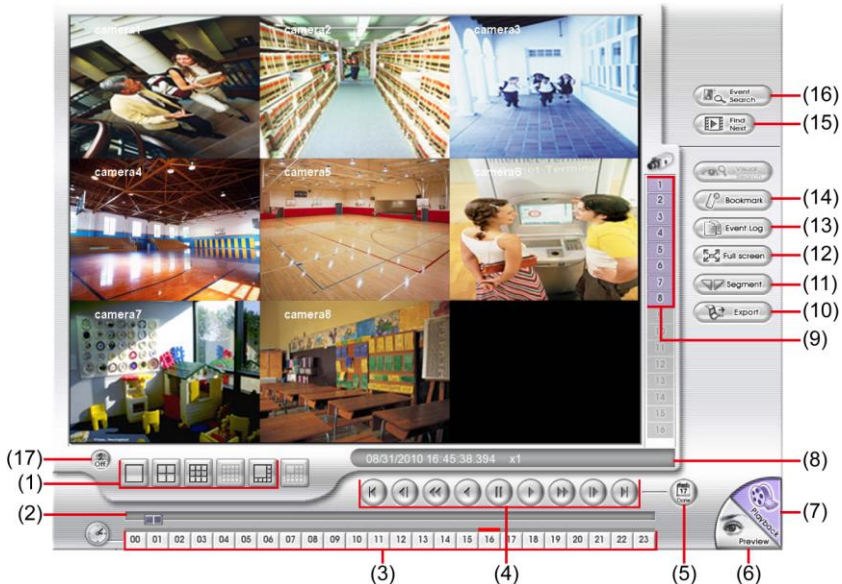 camera1
camera2
camera3
(16)
Event Search
(15)
Find Next
camera4
camera5
camera6
Internet Terminal
Visual
1
2
3
4
5
6
7
8
11
12
13
14
15
16
(14)
Bookmark
(13)
Event Log
(12)
Full screen
(11)
Segment
(10)
Export
(9)
camera7
camera8
(17)
Off
(1)
08/31/2010 16:45:38.394 x1
(8)
(2)
17
Date
Playback
(7)
Preview
00 01 02 03 04 05 06 07 08 09 10 11 12 13 14 15 16 17 18 19 20 21 22 23
(3)
(4)
(5)
(6)